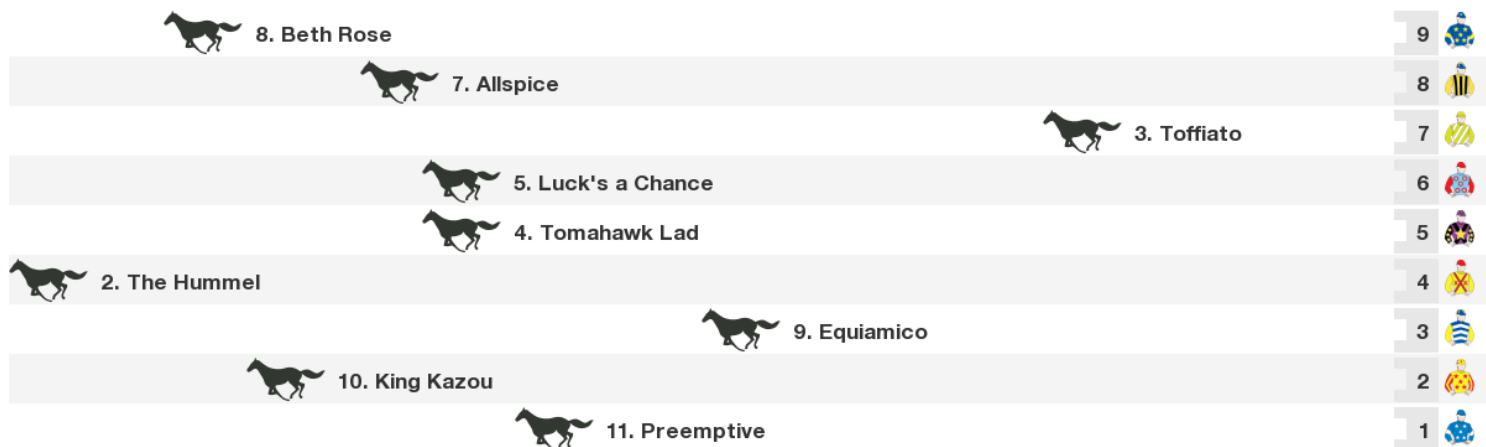 8. Beth Rose 9
7. Allspice 8
3. Toffiato 7
5. Luck's a Chance 6
4. Tomahawk Lad 5
2. The Hummel 4
9. Equiamico 3
10. King Kazou 2
11. Preemptive 1